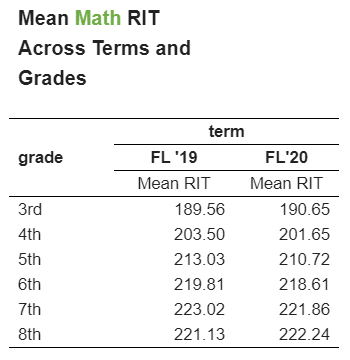 Mean Math RIT
Across Terms and
Grades
term
grade FL '19 FL'20
Mean RIT Mean RIT
3rd 189.56 190.65
4th 203.50 201.65
5th 213.03 210.72
6th 219.81 218.61
7th 223.02 221.86
8th 221.13 222.24